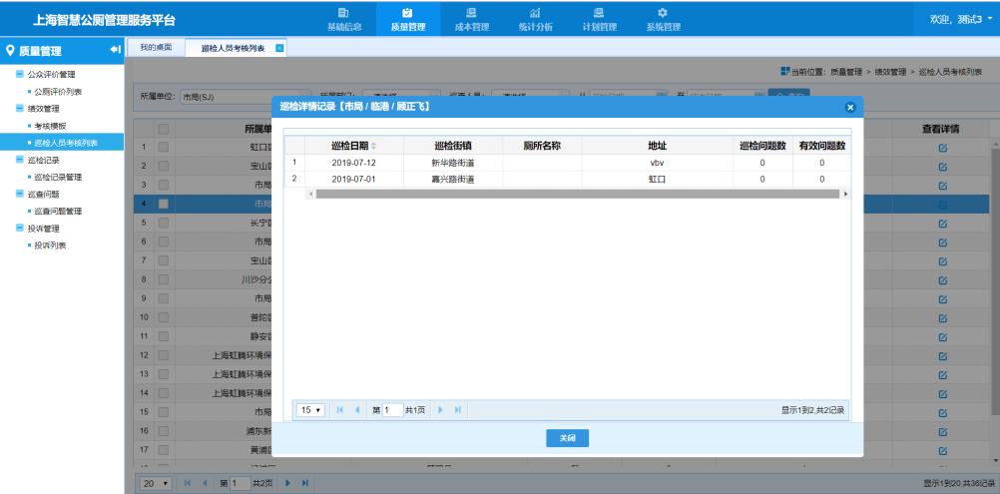 上海智慧公厕管理服务平台
基础信息 质量管理 成本管理 统计分析 计划管理 系统管理
欢迎, 测试3
质量管理
我的桌面 巡检人员考核列表
当前位置: 质量管理 > 绩效管理 > 巡检人员考核列表
公众评价管理
公厕评价列表
绩效管理
考核模板
巡检人员考核列表
巡检记录
巡检记录管理
巡查问题
巡查问题管理
投诉管理
投诉列表
所属单位: 市局(SJ)
巡检详情记录【市局 / 临港 / 顾正飞】
巡检日期 巡检街镇 厕所名称 地址 巡检问题数 有效问题数
1 2019-07-12 新华路街道 vbv 0 0
2 2019-07-01 嘉兴路街道 虹口 0 0
15 第 1 共1页 显示1到2,共2记录
关闭
所属单 查看详情
1 虹口区
2 宝山区
3 市局
4 市局
5 长宁区
6 市局
7 宝山区
8 川沙分公
9 市局
10 普陀区
11 静安区
12 上海虹腾环境保
13 上海虹腾环境保
14 上海虹腾环境保
15 市局
16 浦东新
17 黄浦区
20 第 1 共2页 显示1到20,共36记录